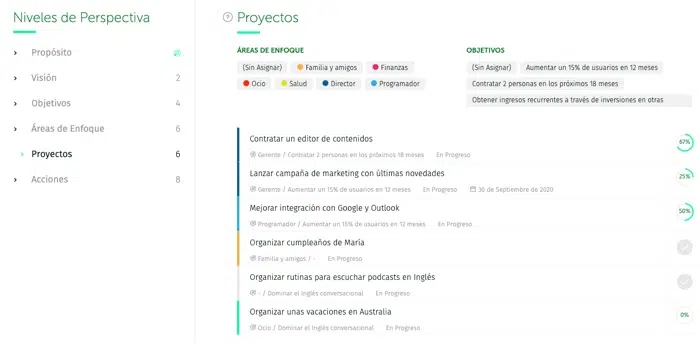 Niveles de Perspectiva
Propósito
Visión 2
Objetivos 4
Áreas de Enfoque 6
Proyectos 6
Acciones 8
? Proyectos
ÁREAS DE ENFOQUE
(Sin Asignar) Familia y amigos Finanzas
Ocio Salud Director Programador
OBJETIVOS
(Sin Asignar) Aumentar un 15% de usuarios en 12 meses
Contratar 2 personas en los próximos 18 meses
Obtener ingresos recurrentes a través de inversiones en otras
Contratar un editor de contenidos
Gerente / Contratar 2 personas en los próximos 18 meses En Progreso
67%
Lanzar campaña de marketing con últimas novedades
Gerente / Aumentar un 15% de usuarios en 12 meses En Progreso 30 de Septiembre de 2020
25%
Mejorar integración con Google y Outlook
Programador / Aumentar un 15% de usuarios en 12 meses En Progreso
50%
Organizar cumpleaños de María
Familia y amigos / - En Progreso
Organizar rutinas para escuchar podcasts en Inglés
- / Dominar el Inglés conversacional En Progreso
Organizar unas vacaciones en Australia
Ocio / Dominar el Inglés conversacional En Progreso
0%